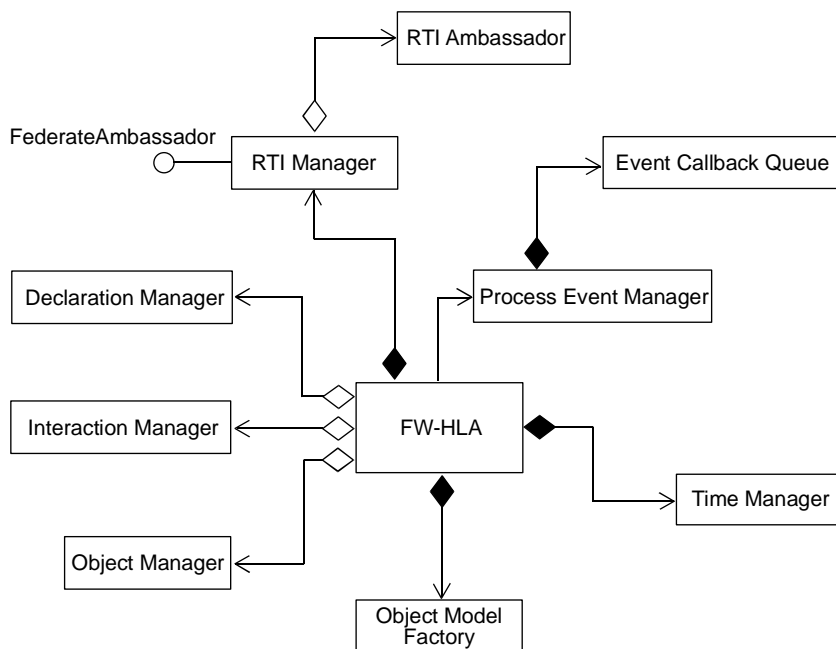 RTI Ambassador
FederateAmbassador
RTI Manager
Event Callback Queue
Declaration Manager
Process Event Manager
Interaction Manager
FW-HLA
Time Manager
Object Manager
Object Model
Factory